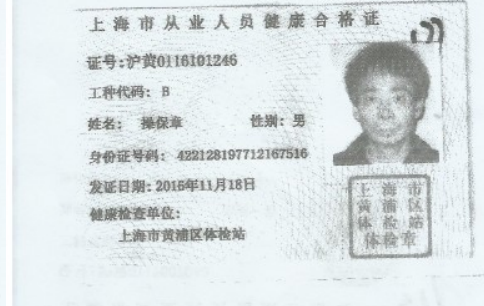 上海市从业人员健康合格证
证号:沪黄0116101246
工种代码: B
姓名: 操保章 性别: 男
身份证号码: 422128197712167516
发证日期: 2015年11月18日
健康检查单位:
上海市黄浦区体检站
上海市
黄浦区
体检站
体检章